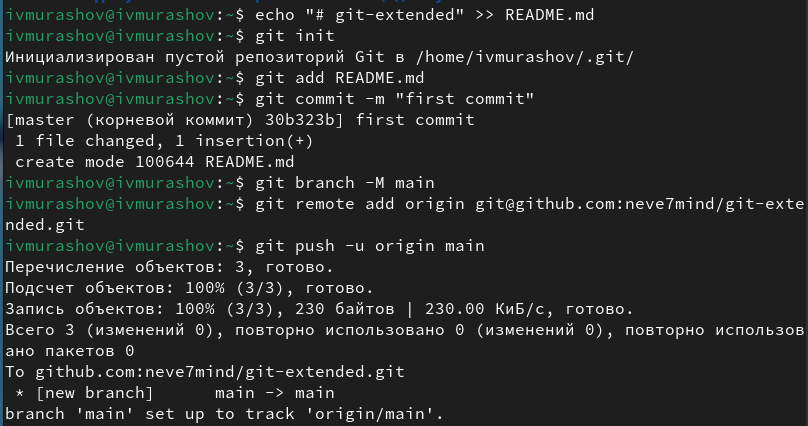 ivmurashov@ivmurashov:~$ echo "# git-extended" >> README.md
ivmurashov@ivmurashov:~$ git init
Инициализирован пустой репозиторий Git в /home/ivmurashov/.git/
ivmurashov@ivmurashov:~$ git add README.md
ivmurashov@ivmurashov:~$ git commit -m "first commit"
[master (корневой коммит) 30b323b] first commit
 1 file changed, 1 insertion(+)
 create mode 100644 README.md
ivmurashov@ivmurashov:~$ git branch -M main
ivmurashov@ivmurashov:~$ git remote add origin git@github.com:neve7mind/git-exte
nded.git
ivmurashov@ivmurashov:~$ git push -u origin main
Перечисление объектов: 3, готово.
Подсчет объектов: 100% (3/3), готово.
Запись объектов: 100% (3/3), 230 байтов | 230.00 КиБ/с, готово.
Всего 3 (изменений 0), повторно использовано 0 (изменений 0), повторно использов
ано пакетов 0
To github.com:neve7mind/git-extended.git
 * [new branch]      main -> main
branch 'main' set up to track 'origin/main'.